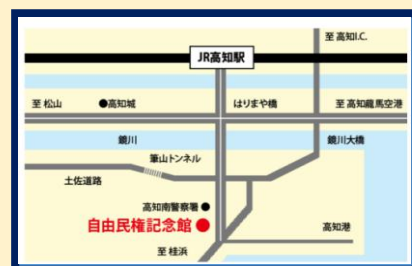 至 高知I.C.
JR高知駅
至 松山
●高知城
はりまや橋
至 高知龍馬空港
鏡川
鏡川大橋
筆山トンネル
土佐道路
高知南警察署 ●
自由民権記念館 ●
高知港
至 桂浜